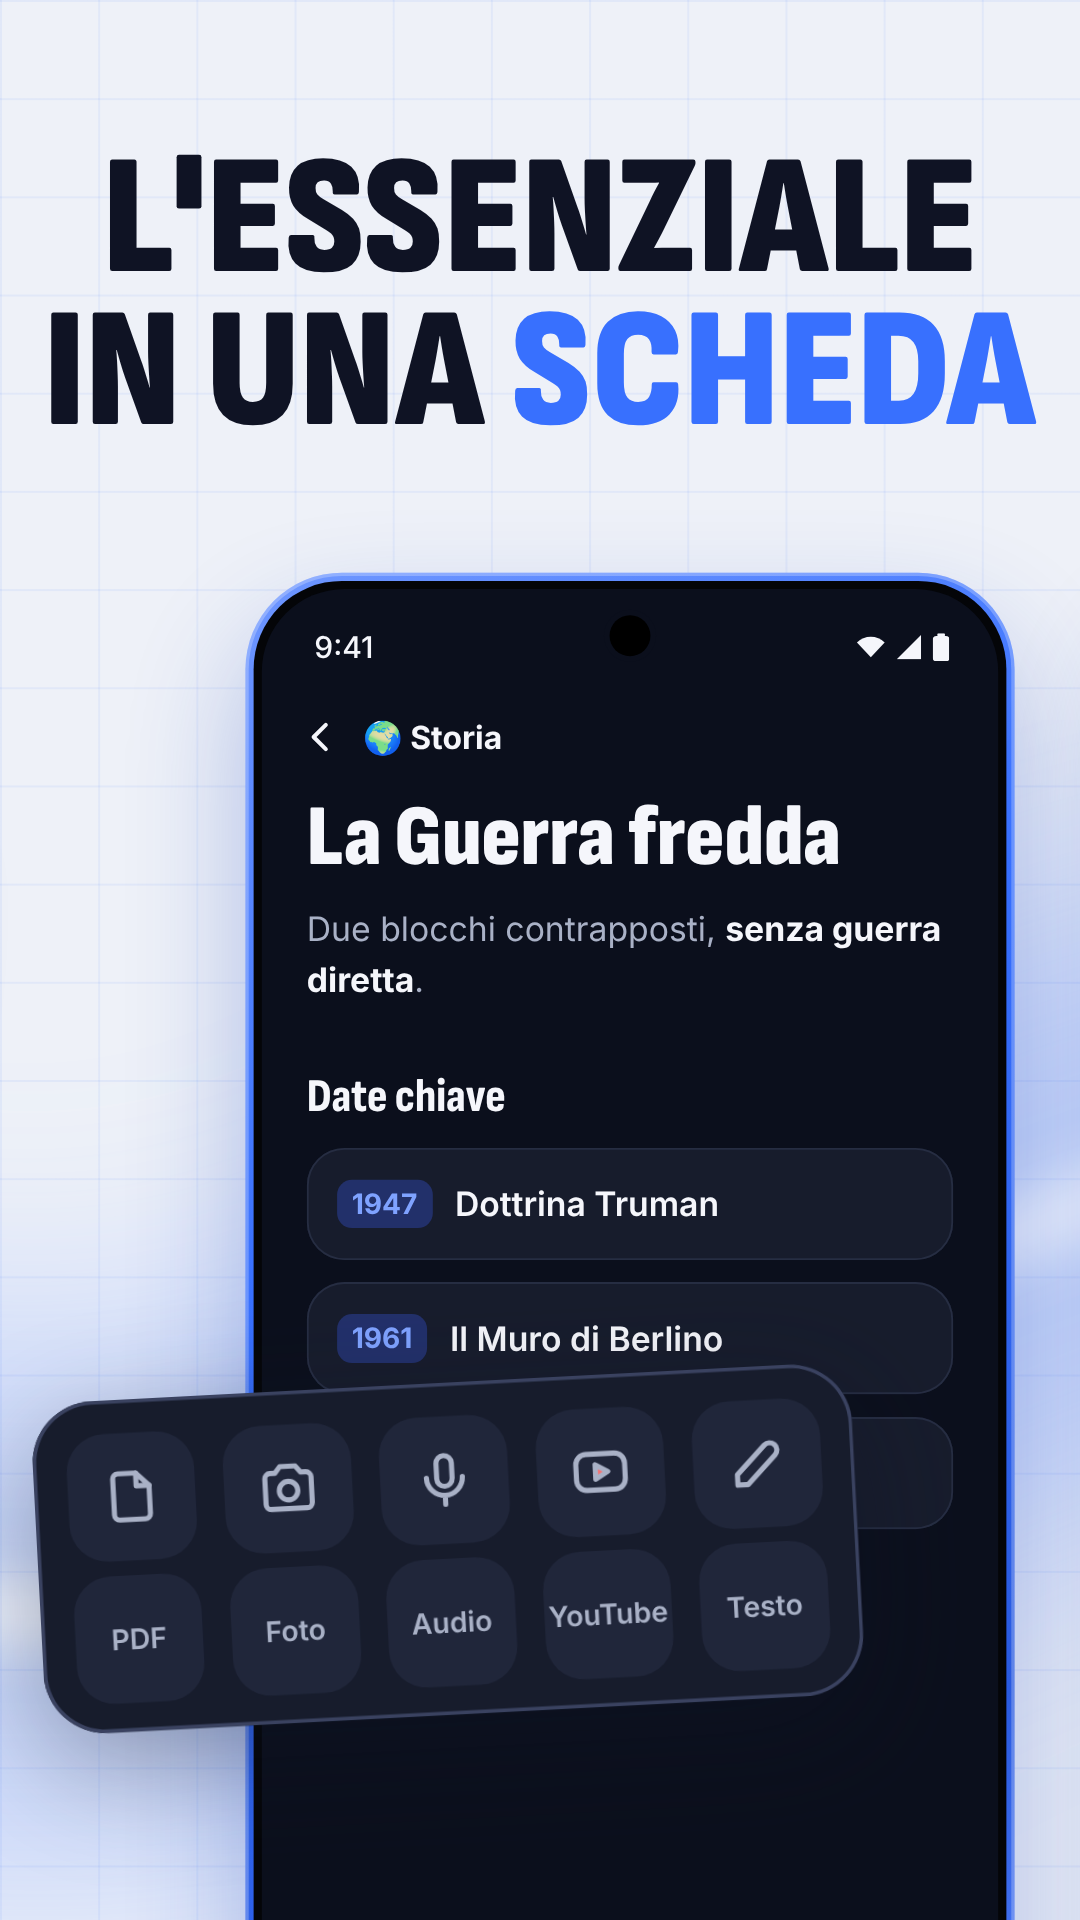 L'ESSENZIALE
IN UNA SCHEDA
9:41
Storia
La Guerra fredda
Due blocchi contrapposti, senza guerra
diretta.
Date chiave
1947 Dottrina Truman
1961 Il Muro di Berlino
PDF Foto Audio YouTube Testo